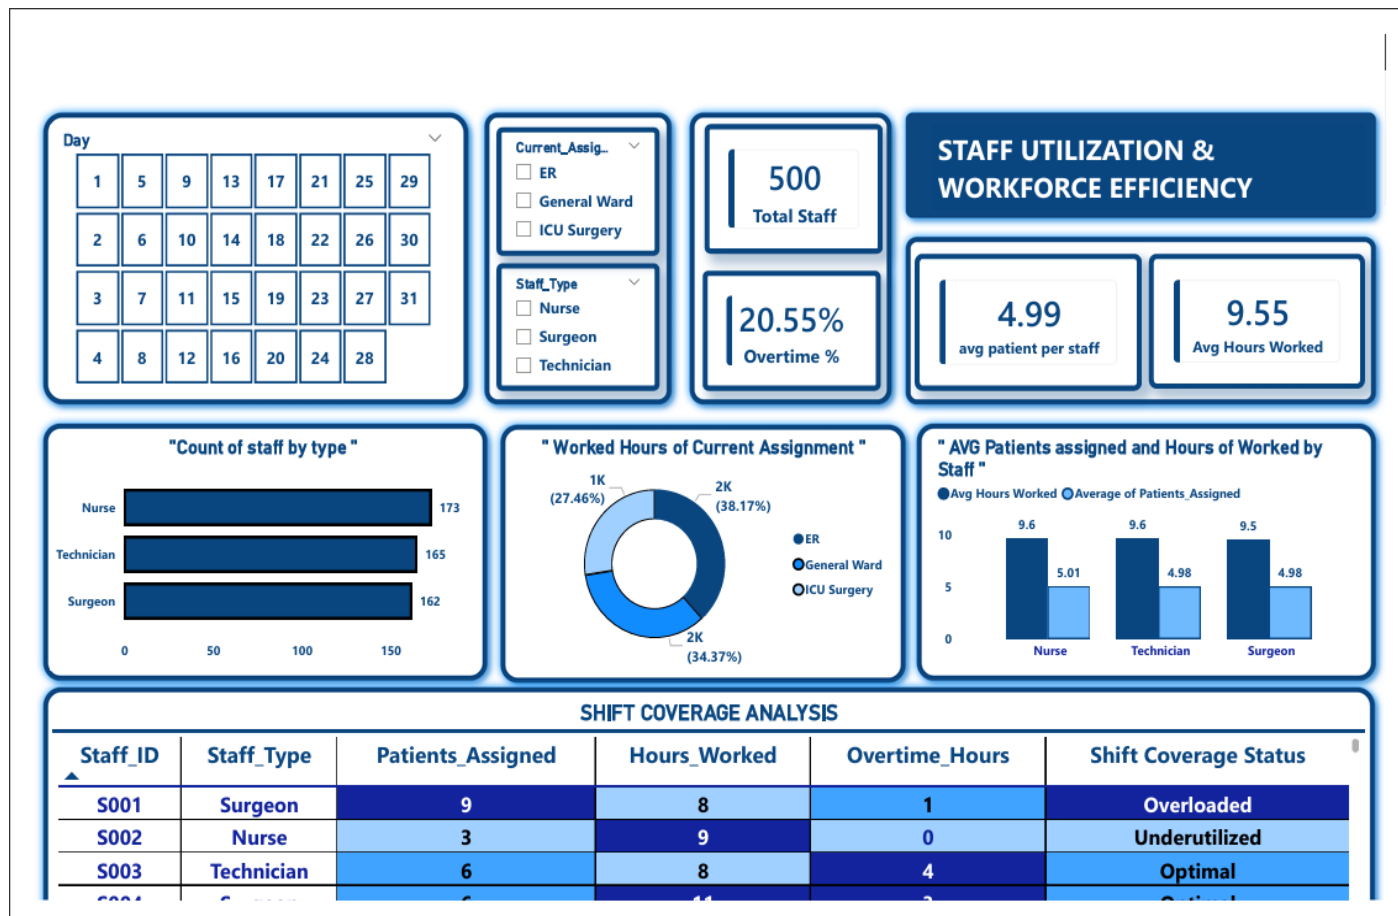 Day
1 5 9 13 17 21 25 29
2 6 10 14 18 22 26 30
3 7 11 15 19 23 27 31
4 8 12 16 20 24 28
Current_Assig...
ER
General Ward
ICU Surgery
Staff_Type
Nurse
Surgeon
Technician
500
Total Staff
20.55%
Overtime %
STAFF UTILIZATION &
WORKFORCE EFFICIENCY
4.99
avg patient per staff
9.55
Avg Hours Worked
"Count of staff by type "
Nurse 173
Technician 165
Surgeon 162
0 50 100 150
" Worked Hours of Current Assignment "
1K
(27.46%)
2K
(38.17%)
2K
(34.37%)
ER
General Ward
ICU Surgery
" AVG Patients assigned and Hours of Worked by
Staff "
Avg Hours Worked Average of Patients_Assigned
10
5
0
9.6 9.6 9.5
5.01 4.98 4.98
Nurse Technician Surgeon
SHIFT COVERAGE ANALYSIS
Staff_ID Staff_Type Patients_Assigned Hours_Worked Overtime_Hours Shift Coverage Status
S001 Surgeon 9 8 1 Overloaded
S002 Nurse 3 9 0 Underutilized
S003 Technician 6 8 4 Optimal